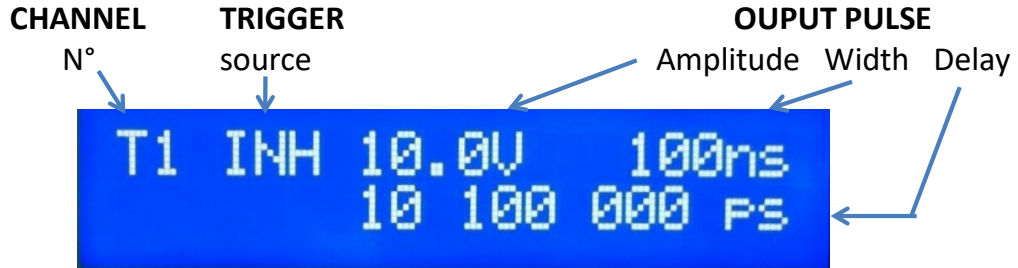 CHANNEL TRIGGER OUPUT PULSE
N° source Amplitude Width Delay
T1 INH 10.0V 100ns
10 100 000 ps